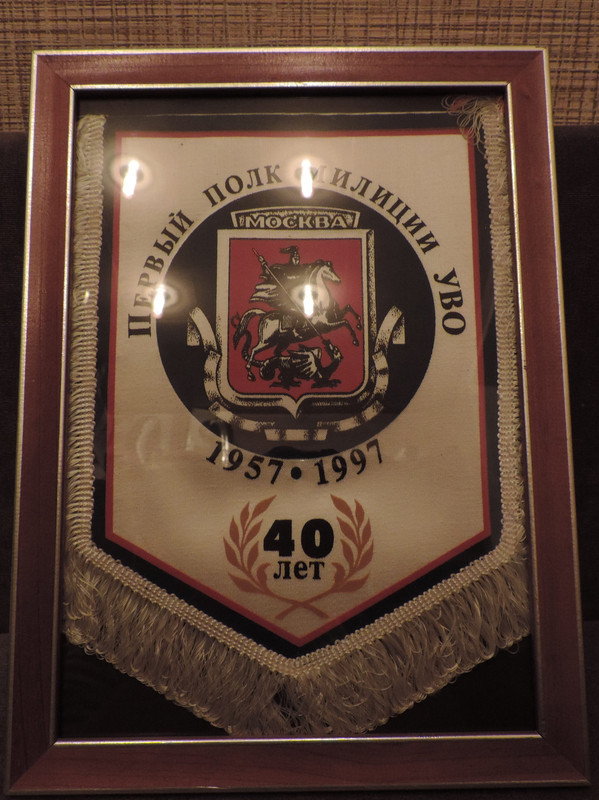 Первый полк милиции УВО
МОСКВА
1957 • 1997
40
лет